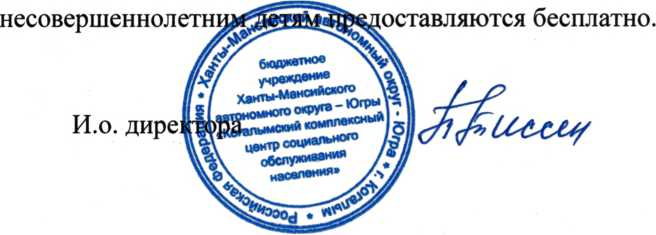 несовершеннолетним детям предоставляются бесплатно.
И.о. директора
Российская Федерация * Ханты-Мансийский автономный округ - Югра * г. Когалым *
бюджетное
учреждение
Ханты-Мансийского
автономного округа – Югры
«Когалымский комплексный
центр социального
обслуживания
населения»